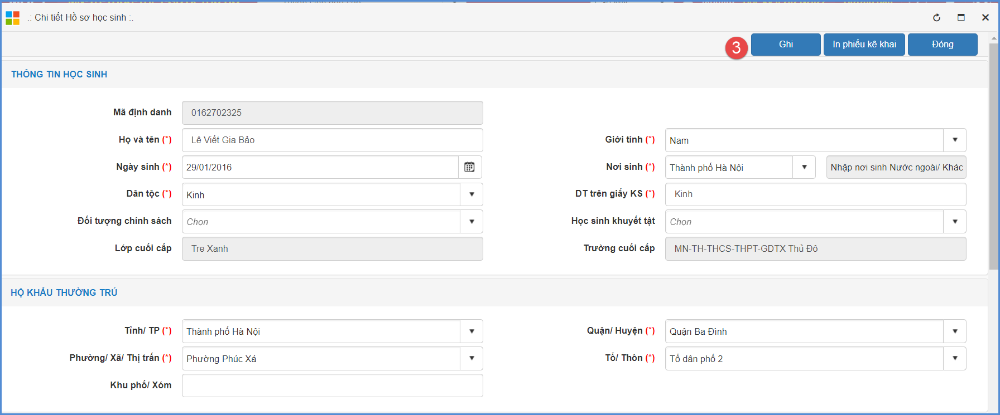 .: Chi tiết Hồ sơ học sinh :.
3 Ghi In phiếu kê khai Đóng
THÔNG TIN HỌC SINH
Mã định danh 0162702325
Họ và tên (*) Lê Viết Gia Bảo Giới tính (*) Nam
Ngày sinh (*) 29/01/2016 Nơi sinh (*) Thành phố Hà Nội Nhập nơi sinh Nước ngoài/ Khác
Dân tộc (*) Kinh DT trên giấy KS (*) Kinh
Đối tượng chính sách Chọn Học sinh khuyết tật Chọn
Lớp cuối cấp Tre Xanh Trường cuối cấp MN-TH-THCS-THPT-GDTX Thủ Đô
HỘ KHẨU THƯỜNG TRÚ
Tỉnh/ TP (*) Thành phố Hà Nội Quận/ Huyện (*) Quận Ba Đình
Phường/ Xã/ Thị trấn (*) Phường Phúc Xá Tổ/ Thôn (*) Tổ dân phố 2
Khu phố/ Xóm